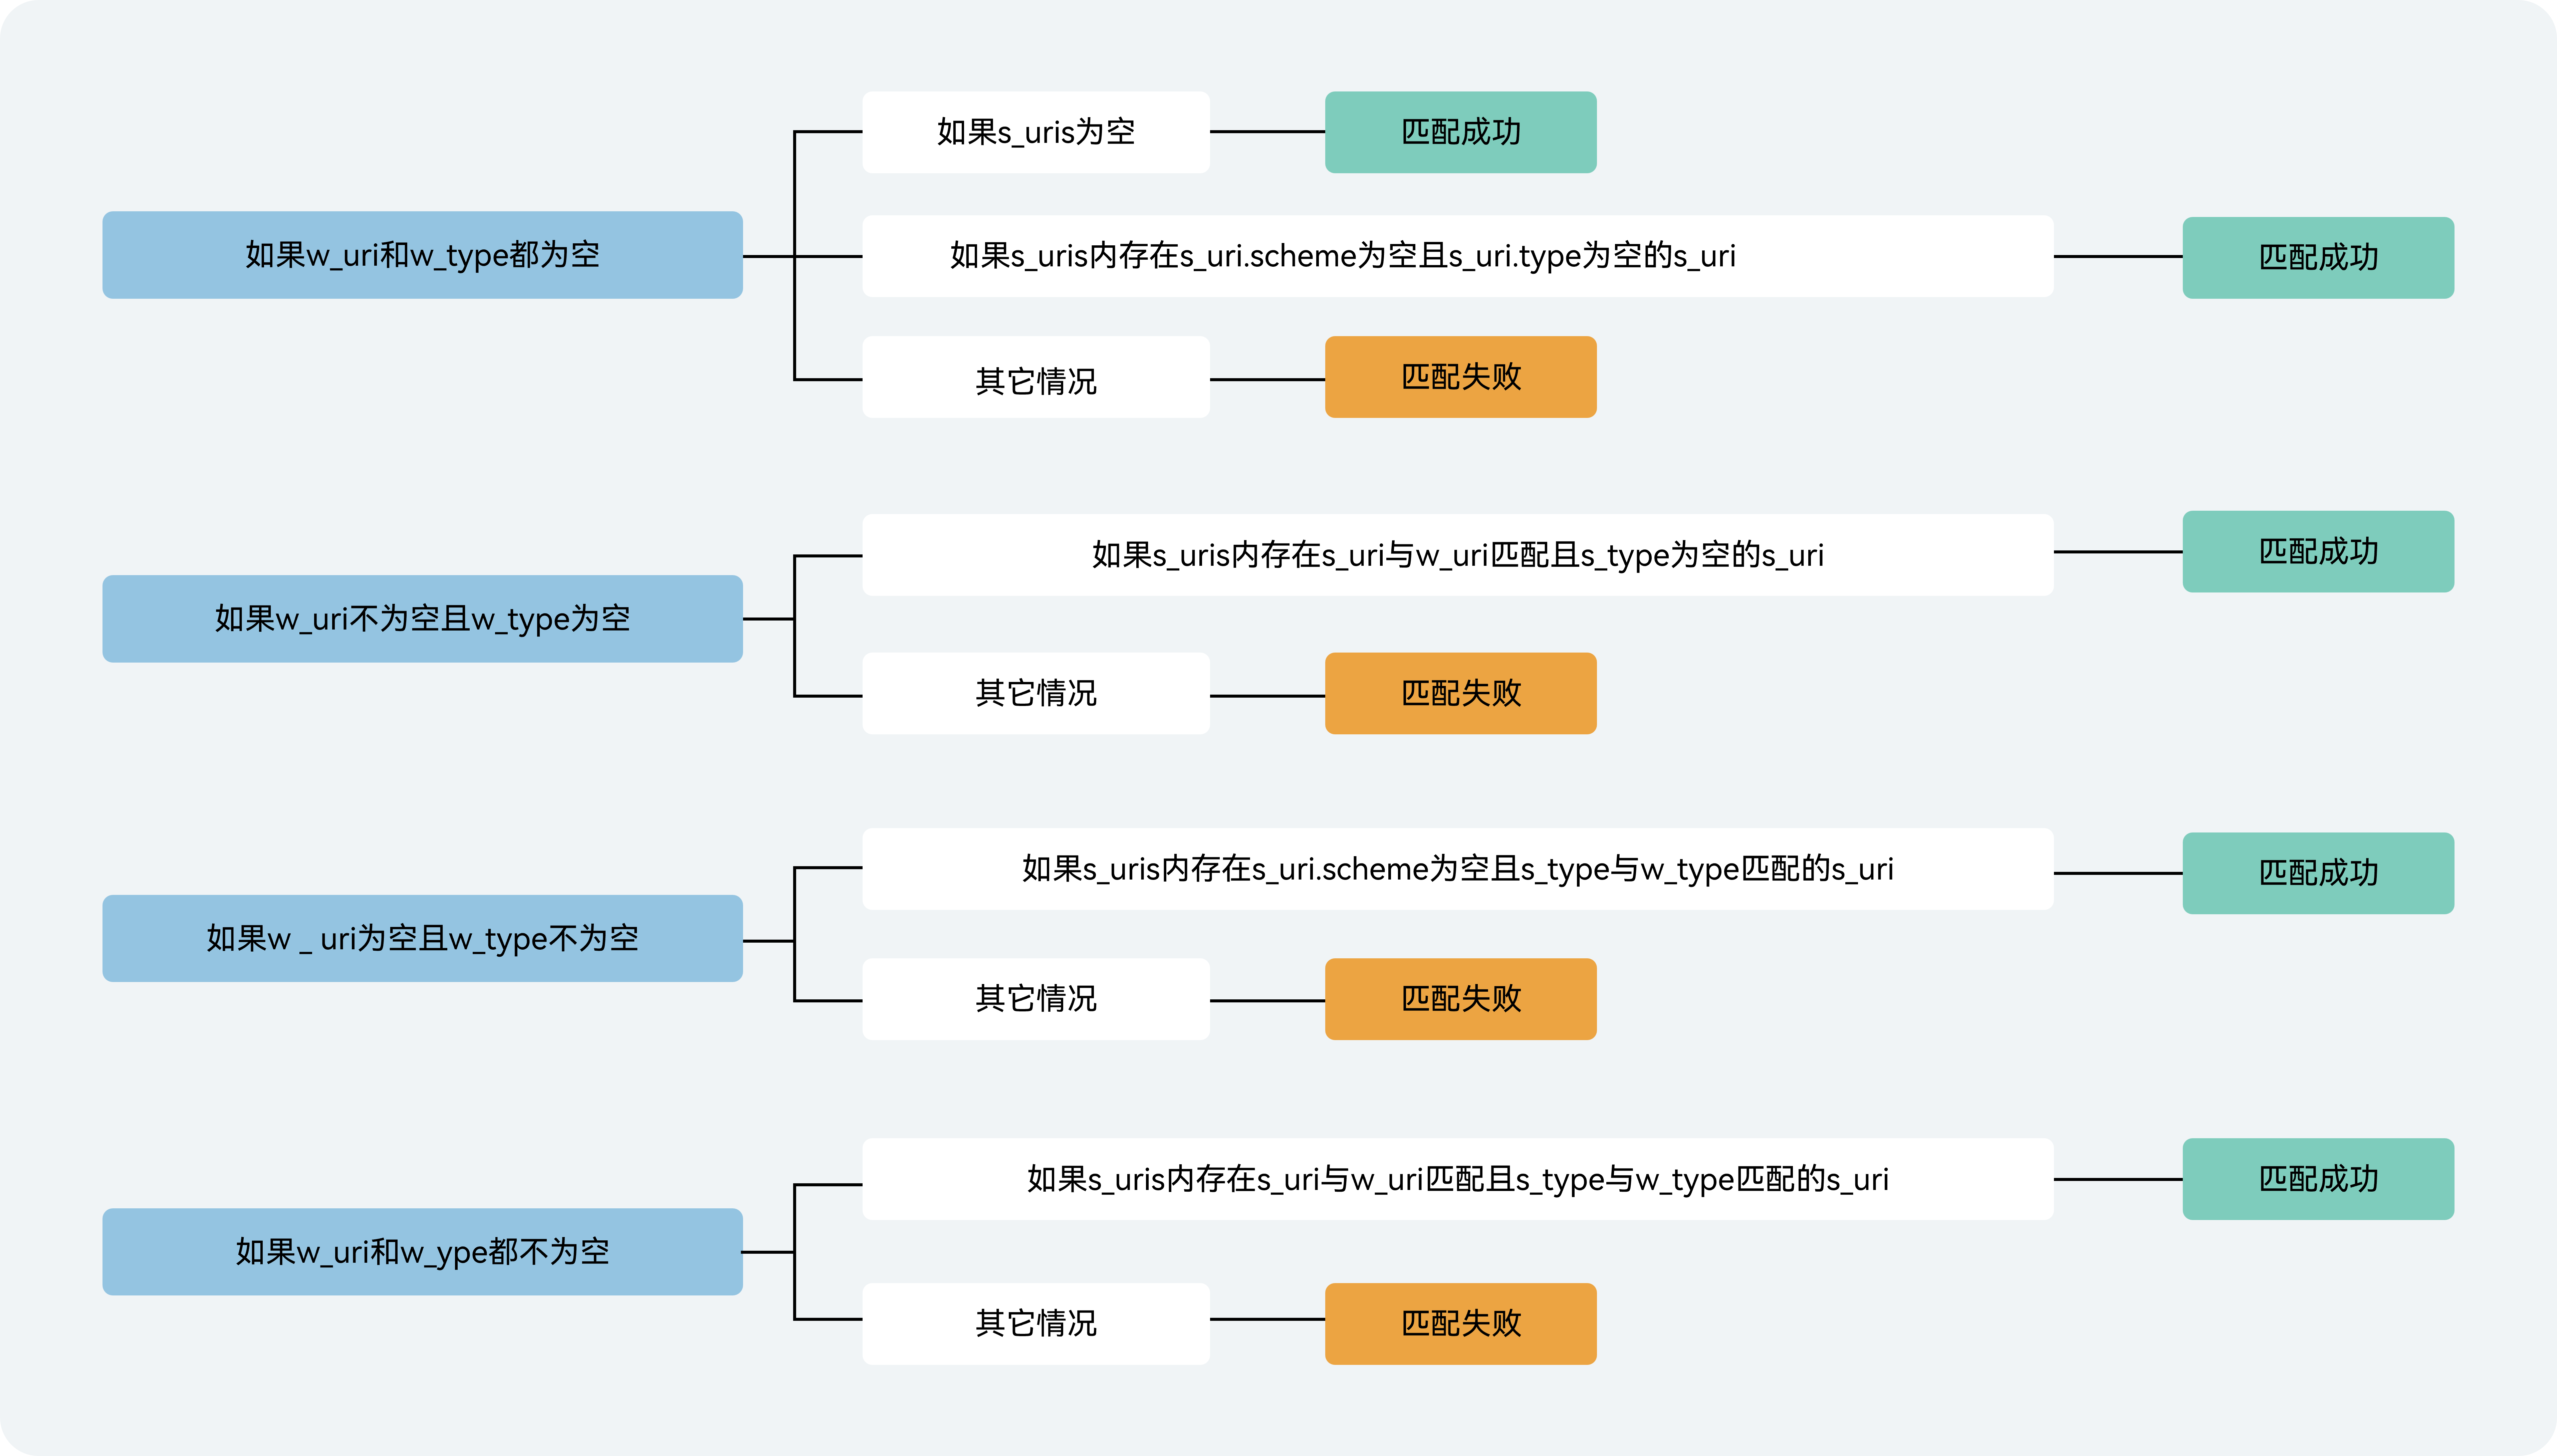 如果w_uri和w_type都为空
如果s_uris为空
匹配成功
如果s_uris内存在s_uri.scheme为空且s_uri.type为空的s_uri
匹配成功
其它情况
匹配失败
如果w_uri不为空且w_type为空
如果s_uris内存在s_uri与w_uri匹配且s_type为空的s_uri
匹配成功
其它情况
匹配失败
如果w _ uri为空且w_type不为空
如果s_uris内存在s_uri.scheme为空且s_type与w_type匹配的s_uri
匹配成功
其它情况
匹配失败
如果w_uri和w_ype都不为空
如果s_uris内存在s_uri与w_uri匹配且s_type与w_type匹配的s_uri
匹配成功
其它情况
匹配失败